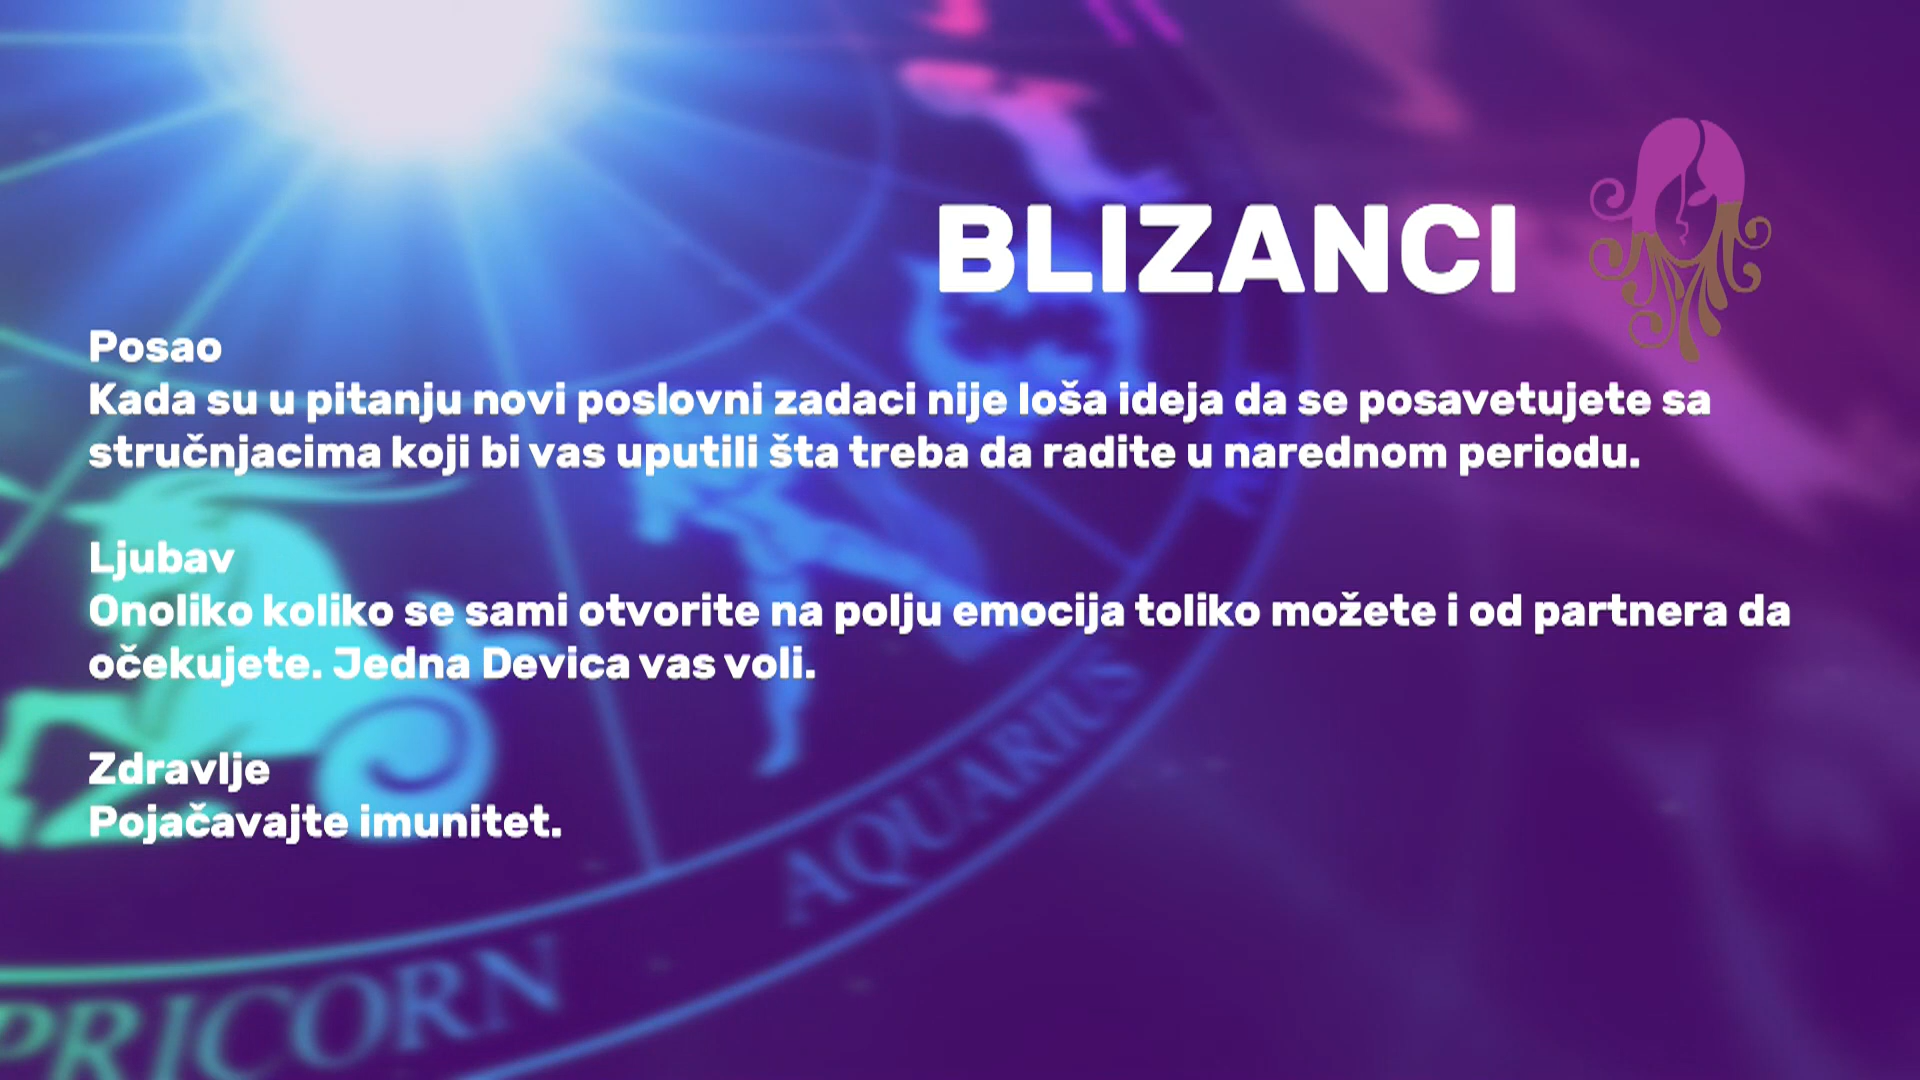 BLIZANCI
Posao
Kada su u pitanju novi poslovni zadaci nije loša ideja da se posavetujete sa
stručnjacima koji bi vas uputili šta treba da radite u narednom periodu.
Ljubav
Onoliko koliko se sami otvorite na polju emocija toliko možete i od partnera da
očekujete. Jedna Devica vas voli.
Zdravlje
Pojačavajte imunitet.
AQUARIUS
PRICORN